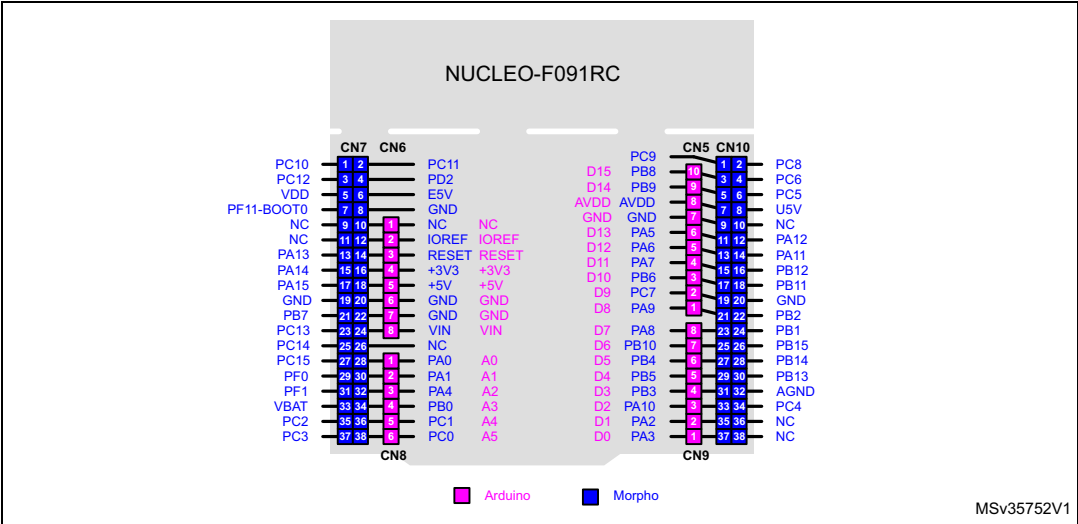 NUCLEO-F091RC
CN7 CN6 CN5 CN10
PC9
PC10 1 2 PC11 1 2 PC8
D15 PB8 10
PC12 3 4 PD2 3 4 PC6
D14 PB9 9
VDD 5 6 E5V 5 6 PC5
AVDD AVDD 8
PF11-BOOT0 7 8 GND 7 8 U5V
GND GND 7
NC 9 10 1 NC NC 9 10 NC
D13 PA5 6
NC 11 12 2 IOREF IOREF 11 12 PA12
D12 PA6 5
PA13 13 14 3 RESET RESET 13 14 PA11
D11 PA7 4
PA14 15 16 4 +3V3 +3V3 15 16 PB12
D10 PB6 3
PA15 17 18 5 +5V +5V 17 18 PB11
D9 PC7 2
GND 19 20 6 GND GND 19 20 GND
D8 PA9 1
PB7 21 22 7 GND GND 21 22 PB2
PC13 23 24 8 VIN VIN D7 PA8 8 23 24 PB1
PC14 25 26 NC D6 PB10 7 25 26 PB15
PC15 27 28 1 PA0 A0 D5 PB4 6 27 28 PB14
PF0 29 30 2 PA1 A1 D4 PB5 5 29 30 PB13
PF1 31 32 3 PA4 A2 D3 PB3 4 31 32 AGND
VBAT 33 34 4 PB0 A3 D2 PA10 3 33 34 PC4
PC2 35 36 5 PC1 A4 D1 PA2 2 35 36 NC
PC3 37 38 6 PC0 A5 D0 PA3 1 37 38 NC
CN8 CN9
Arduino Morpho
MSv35752V1